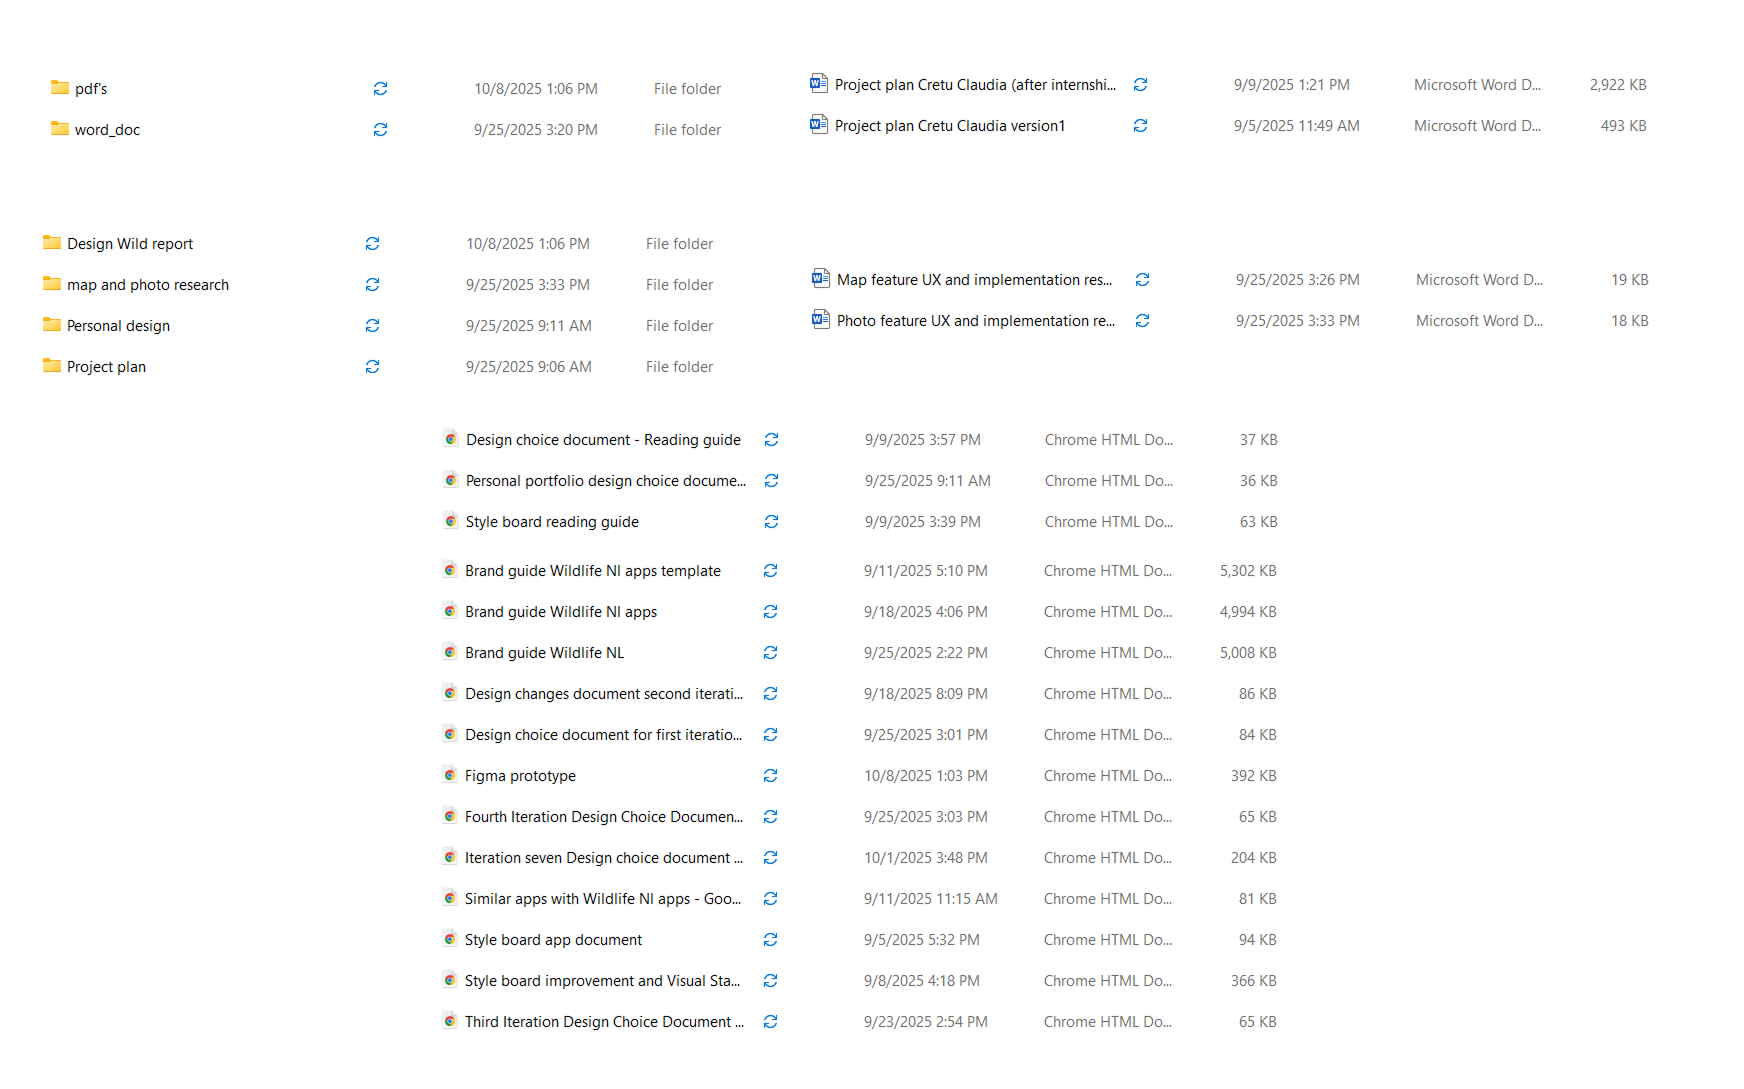 pdf's 10/8/2025 1:06 PM File folder
word_doc 9/25/2025 3:20 PM File folder
Project plan Cretu Claudia (after internshi... 9/9/2025 1:21 PM Microsoft Word D... 2,922 KB
Project plan Cretu Claudia version1 9/5/2025 11:49 AM Microsoft Word D... 493 KB
Design Wild report 10/8/2025 1:06 PM File folder
map and photo research 9/25/2025 3:33 PM File folder
Personal design 9/25/2025 9:11 AM File folder
Project plan 9/25/2025 9:06 AM File folder
Map feature UX and implementation res... 9/25/2025 3:26 PM Microsoft Word D... 19 KB
Photo feature UX and implementation re... 9/25/2025 3:33 PM Microsoft Word D... 18 KB
Design choice document - Reading guide 9/9/2025 3:57 PM Chrome HTML Do... 37 KB
Personal portfolio design choice docume... 9/25/2025 9:11 AM Chrome HTML Do... 36 KB
Style board reading guide 9/9/2025 3:39 PM Chrome HTML Do... 63 KB
Brand guide Wildlife NI apps template 9/11/2025 5:10 PM Chrome HTML Do... 5,302 KB
Brand guide Wildlife NI apps 9/18/2025 4:06 PM Chrome HTML Do... 4,994 KB
Brand guide Wildlife NL 9/25/2025 2:22 PM Chrome HTML Do... 5,008 KB
Design changes document second iterati... 9/18/2025 8:09 PM Chrome HTML Do... 86 KB
Design choice document for first iteratio... 9/25/2025 3:01 PM Chrome HTML Do... 84 KB
Figma prototype 10/8/2025 1:03 PM Chrome HTML Do... 392 KB
Fourth Iteration Design Choice Documen... 9/25/2025 3:03 PM Chrome HTML Do... 65 KB
Iteration seven Design choice document ... 10/1/2025 3:48 PM Chrome HTML Do... 204 KB
Similar apps with Wildlife NI apps - Goo... 9/11/2025 11:15 AM Chrome HTML Do... 81 KB
Style board app document 9/5/2025 5:32 PM Chrome HTML Do... 94 KB
Style board improvement and Visual Sta... 9/8/2025 4:18 PM Chrome HTML Do... 366 KB
Third Iteration Design Choice Document ... 9/23/2025 2:54 PM Chrome HTML Do... 65 KB